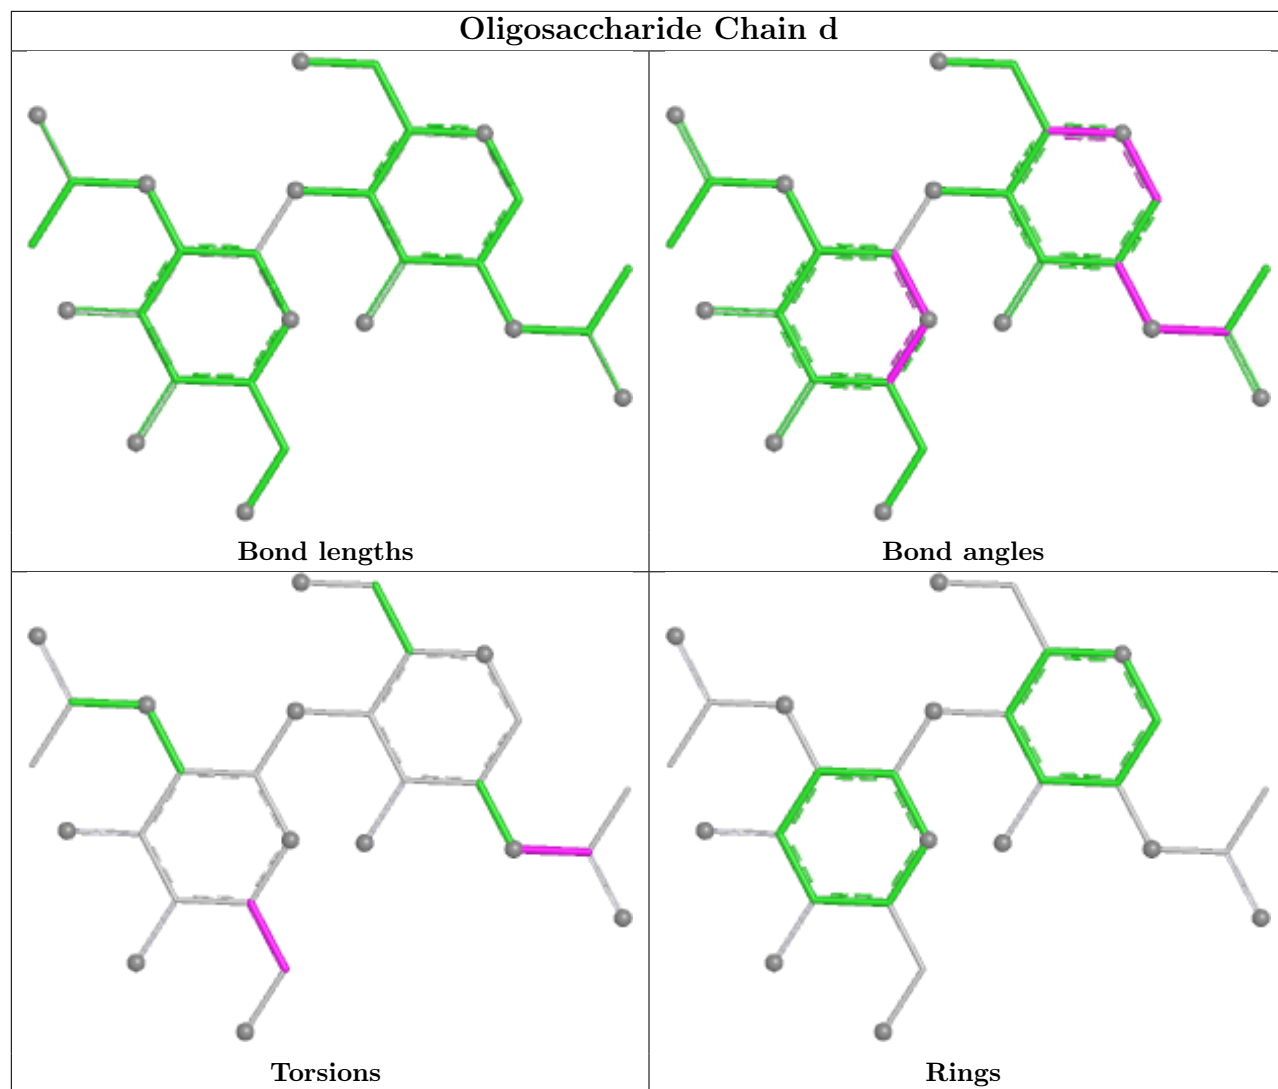 Oligosaccharide Chain d
Bond lengths
Bond angles
Torsions
Rings